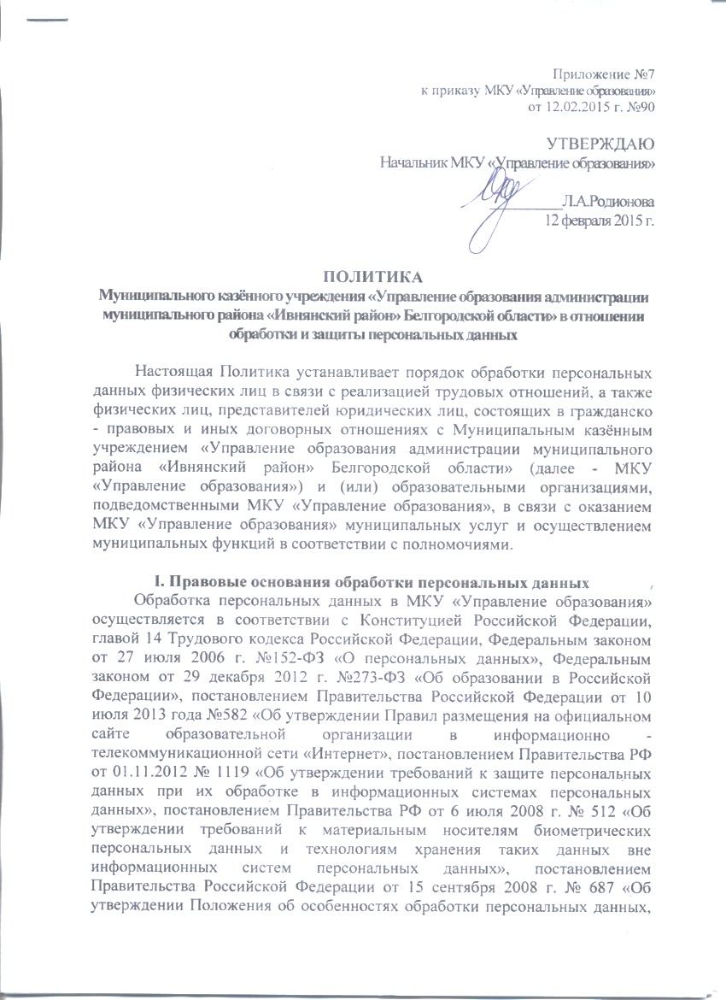 Приложение №7
к приказу МКУ «Управление образования»
от 12.02.2015 г. №90
УТВЕРЖДАЮ
Начальник МКУ «Управление образования»
__________Л.А.Родионова
12 февраля 2015 г.
ПОЛИТИКА
Муниципального казённого учреждения «Управление образования администрации
муниципального района «Ивнянский район» Белгородской области» в отношении
обработки и защиты персональных данных
Настоящая Политика устанавливает порядок обработки персональных
данных физических лиц в связи с реализацией трудовых отношений, а также
физических лиц, представителей юридических лиц, состоящих в гражданско
- правовых и иных договорных отношениях с Муниципальным казённым
учреждением «Управление образования администрации муниципального
района «Ивнянский район» Белгородской области» (далее - МКУ
«Управление образования») и (или) образовательными организациями,
подведомственными МКУ «Управление образования», в связи с оказанием
МКУ «Управление образования» муниципальных услуг и осуществлением
муниципальных функций в соответствии с полномочиями.
I. Правовые основания обработки персональных данных
Обработка персональных данных в МКУ «Управление образования»
осуществляется в соответствии с Конституцией Российской Федерации,
главой 14 Трудового кодекса Российской Федерации, Федеральным законом
от 27 июля 2006 г. №152-ФЗ «О персональных данных», Федеральным
законом от 29 декабря 2012 г. №273-ФЗ «Об образовании в Российской
Федерации», постановлением Правительства Российской Федерации от 10
июля 2013 года №582 «Об утверждении Правил размещения на официальном
сайте образовательной организации в информационно -
телекоммуникационной сети «Интернет», постановлением Правительства РФ
от 01.11.2012 № 1119 «Об утверждении требований к защите персональных
данных при их обработке в информационных системах персональных
данных», постановлением Правительства РФ от 6 июля 2008 г. № 512 «Об
утверждении требований к материальным носителям биометрических
персональных данных и технологиям хранения таких данных вне
информационных систем персональных данных», постановлением
Правительства Российской Федерации от 15 сентября 2008 г. № 687 «Об
утверждении Положения об особенностях обработки персональных данных,